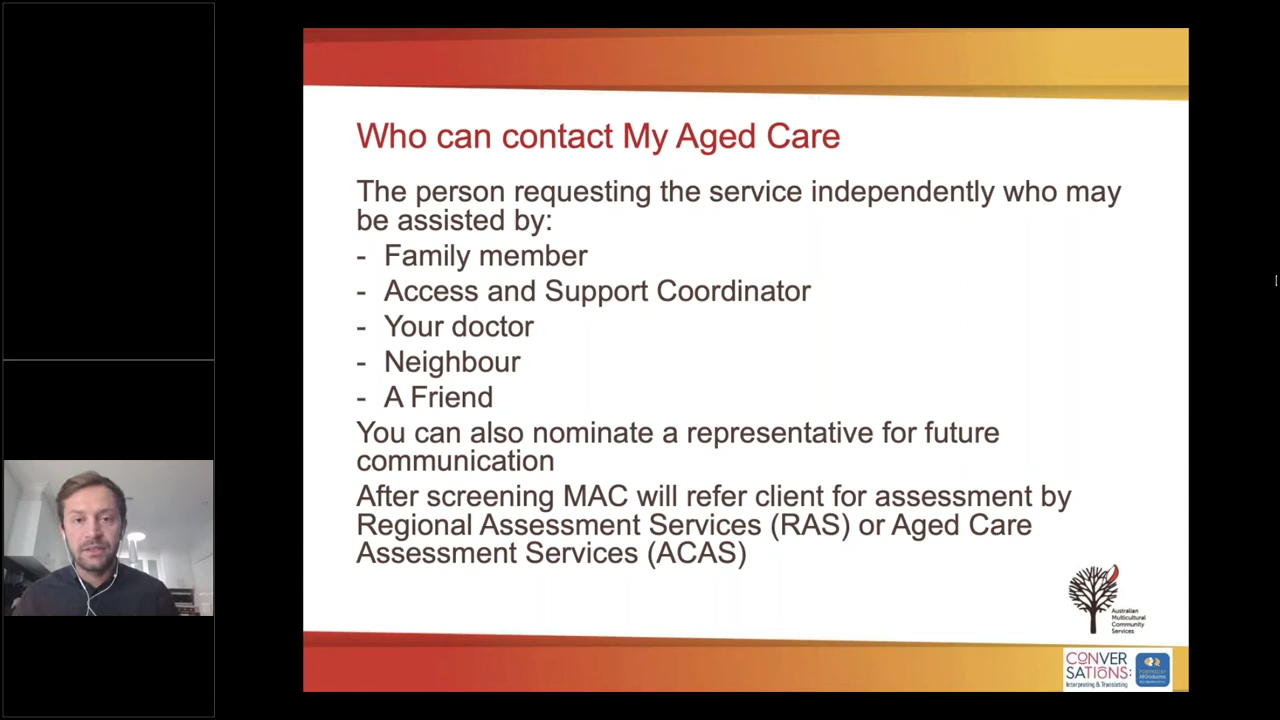 Who can contact My Aged Care
The person requesting the service independently who may
be assisted by:
- Family member
- Access and Support Coordinator
- Your doctor
- Neighbour
- A Friend
You can also nominate a representative for future
communication
After screening MAC will refer client for assessment by
Regional Assessment Services (RAS) or Aged Care
Assessment Services (ACAS)
Australian
Multicultural
Community
Services
CONVER
SATIONS:
Interpreting & Translating